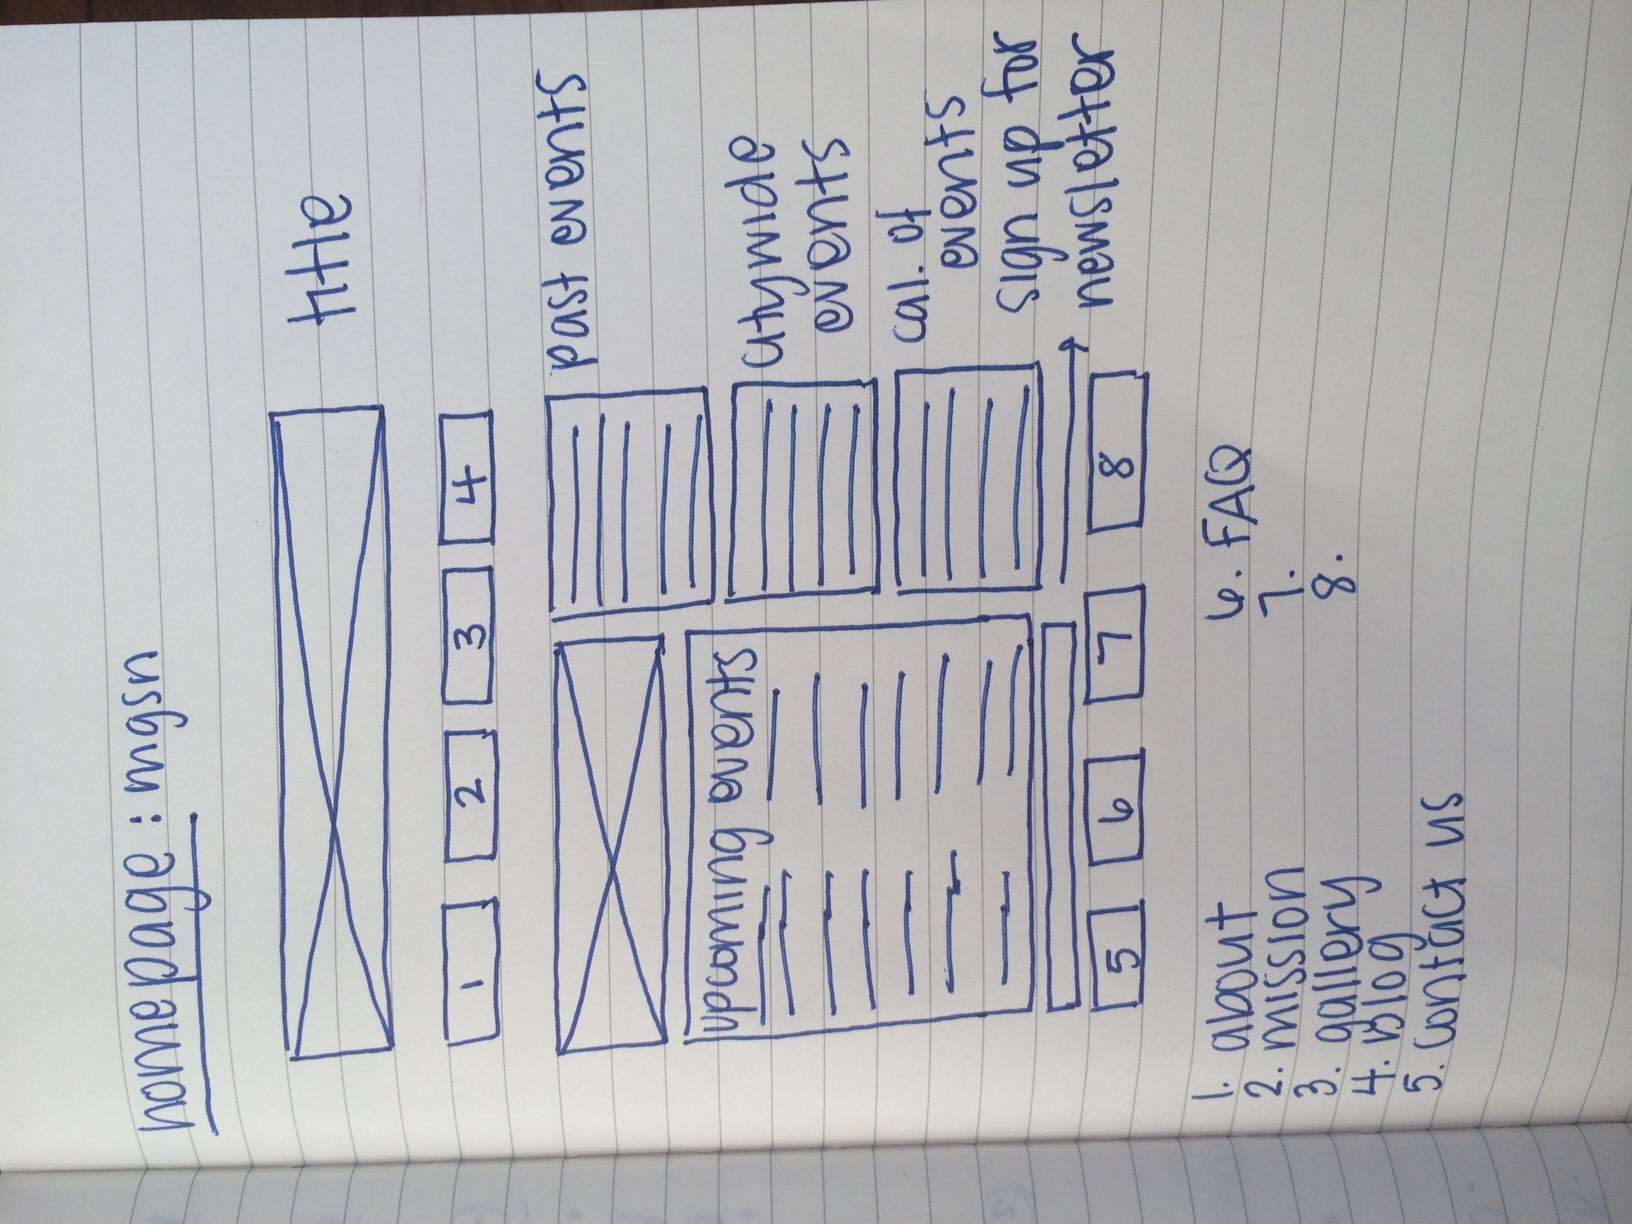 homepage : mgsn
title
1 2 3 4
past events
upcoming events
citywide
events
cal. of
events
sign up for
newsletter
5 6 7 8
1. about
2. mission
3. gallery
4. Blog
5. contact us
6. FAQ
7.
8.